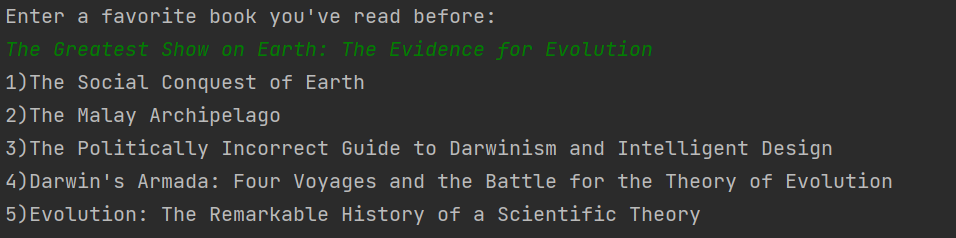 Enter a favorite book you've read before:
The Greatest Show on Earth: The Evidence for Evolution
1)The Social Conquest of Earth
2)The Malay Archipelago
3)The Politically Incorrect Guide to Darwinism and Intelligent Design
4)Darwin's Armada: Four Voyages and the Battle for the Theory of Evolution
5)Evolution: The Remarkable History of a Scientific Theory